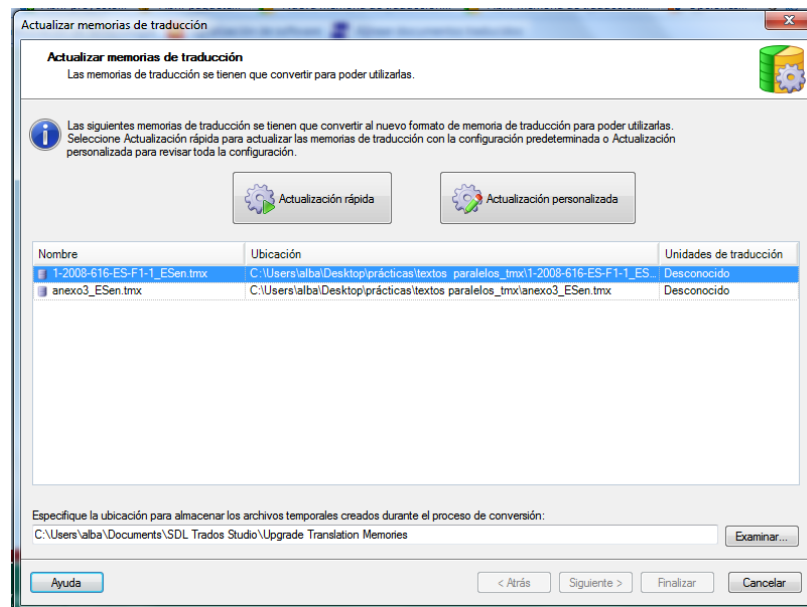 Actualizar memorias de traducción
Actualizar memorias de traducción
Las memorias de traducción se tienen que convertir para poder utilizarlas.
Las siguientes memorias de traducción se tienen que convertir al nuevo formato de memoria de traducción para poder utilizarlas.
Seleccione Actualización rápida para actualizar las memorias de traducción con la configuración predeterminada o Actualización
personalizada para revisar toda la configuración.
Actualización rápida Actualización personalizada
Nombre Ubicación Unidades de traducción
1-2008-616-ES-F1-1_ESen.tmx C:\Users\alba\Desktop\prácticas\textos paralelos_tmx\1-2008-616-ES-F1-1_ES... Desconocido
anexo3_ESen.tmx C:\Users\alba\Desktop\prácticas\textos paralelos_tmx\anexo3_ESen.tmx Desconocido
Especifique la ubicación para almacenar los archivos temporales creados durante el proceso de conversión:
C:\Users\alba\Documents\SDL Trados Studio\Upgrade Translation Memories Examinar...
Ayuda < Atrás Siguiente > Finalizar Cancelar